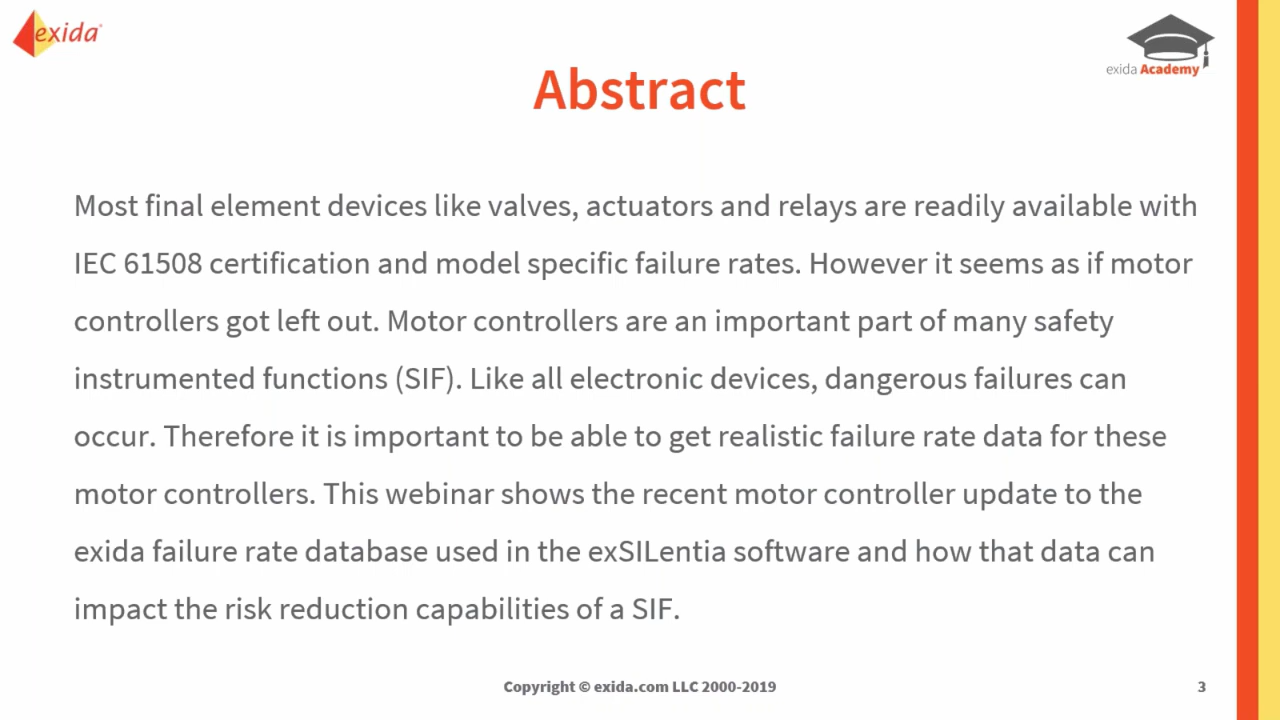 exida
exida Academy
Abstract
Most final element devices like valves, actuators and relays are readily available with
IEC 61508 certification and model specific failure rates. However it seems as if motor
controllers got left out. Motor controllers are an important part of many safety
instrumented functions (SIF). Like all electronic devices, dangerous failures can
occur. Therefore it is important to be able to get realistic failure rate data for these
motor controllers. This webinar shows the recent motor controller update to the
exida failure rate database used in the exSILentia software and how that data can
impact the risk reduction capabilities of a SIF.
Copyright © exida.com LLC 2000-2019
3